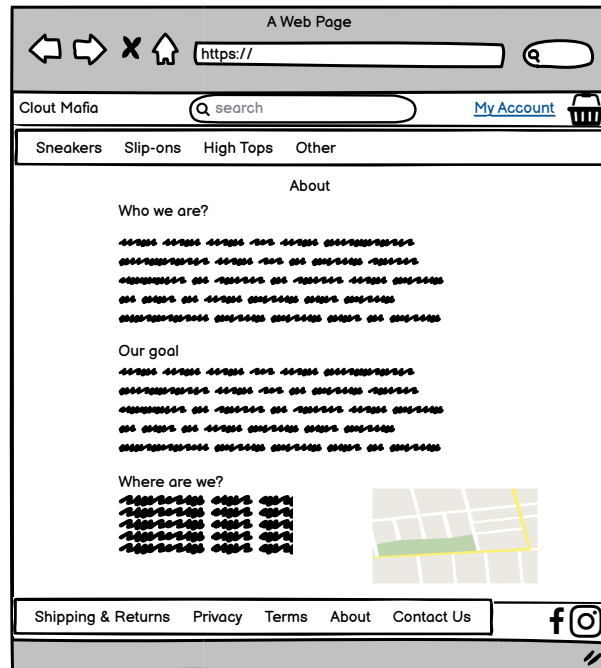 A Web Page
https://
Clout Mafia search My Account
Sneakers Slip-ons High Tops Other
About
Who we are?
Our goal
Where are we?
Shipping & Returns Privacy Terms About Contact Us